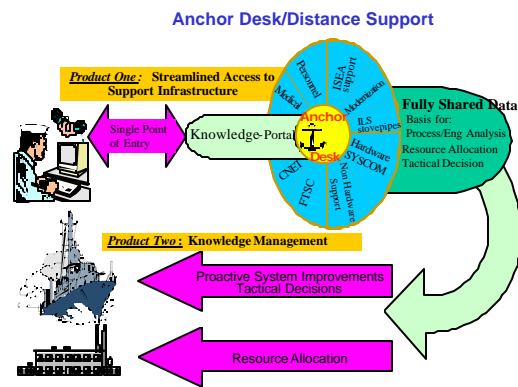 Anchor Desk/Distance Support
Product One: Streamlined Access to
Support Infrastructure
Single Point
of Entry
Knowledge-Portal
Anchor
Desk
Medical
Personnel
ISEA
support
Modernization
ILS
stovepipes
Hardware
SYSCOM
Non Hardware
Support
FTSC
CNET
Fully Shared Data
Basis for:
Process/Eng Analysis
Resource Allocation
Tactical Decision
Product Two: Knowledge Management
Proactive System Improvements
Tactical Decisions
Resource Allocation